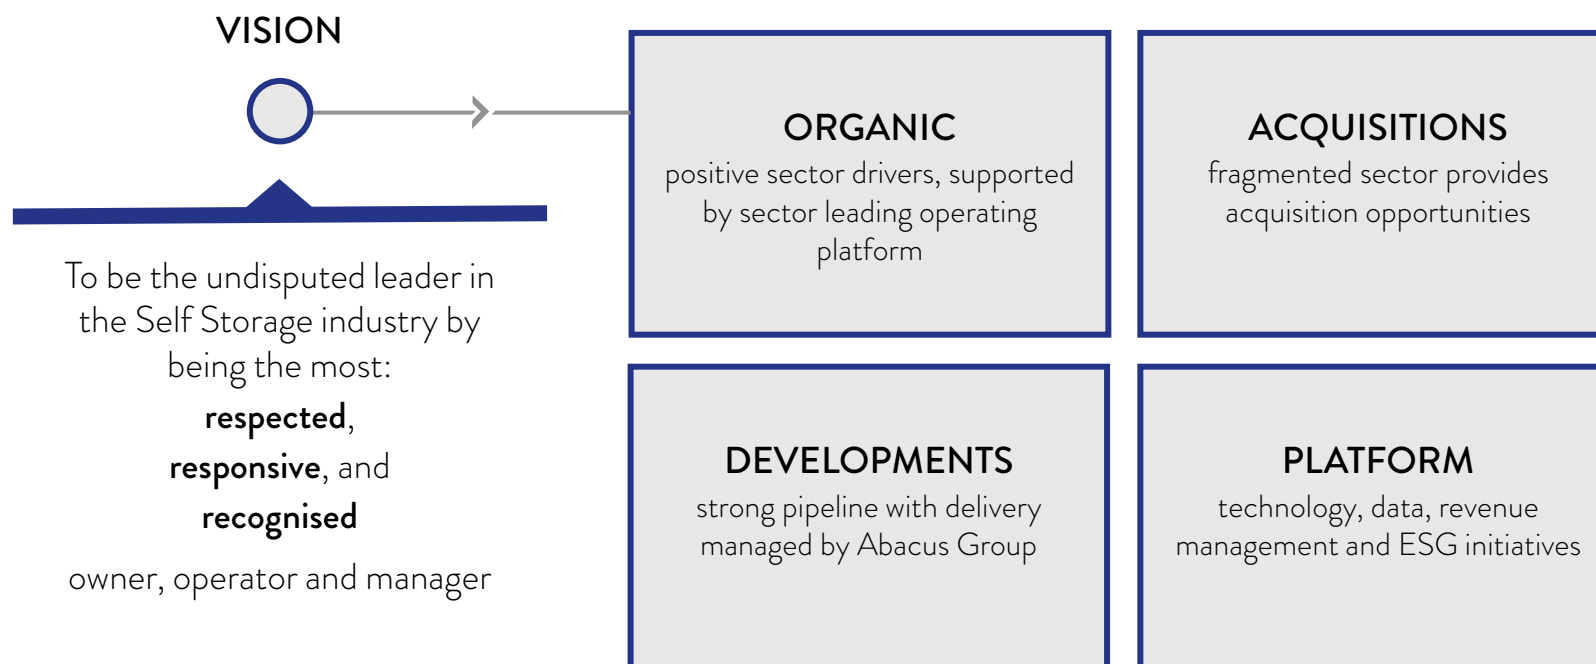 VISION
To be the undisputed leader in
the Self Storage industry by
being the most:
respected,
responsive, and
recognised
owner, operator and manager
ORGANIC
positive sector drivers, supported
by sector leading operating
platform
ACQUISITIONS
fragmented sector provides
acquisition opportunities
DEVELOPMENTS
strong pipeline with delivery
managed by Abacus Group
PLATFORM
technology, data, revenue
management and ESG initiatives